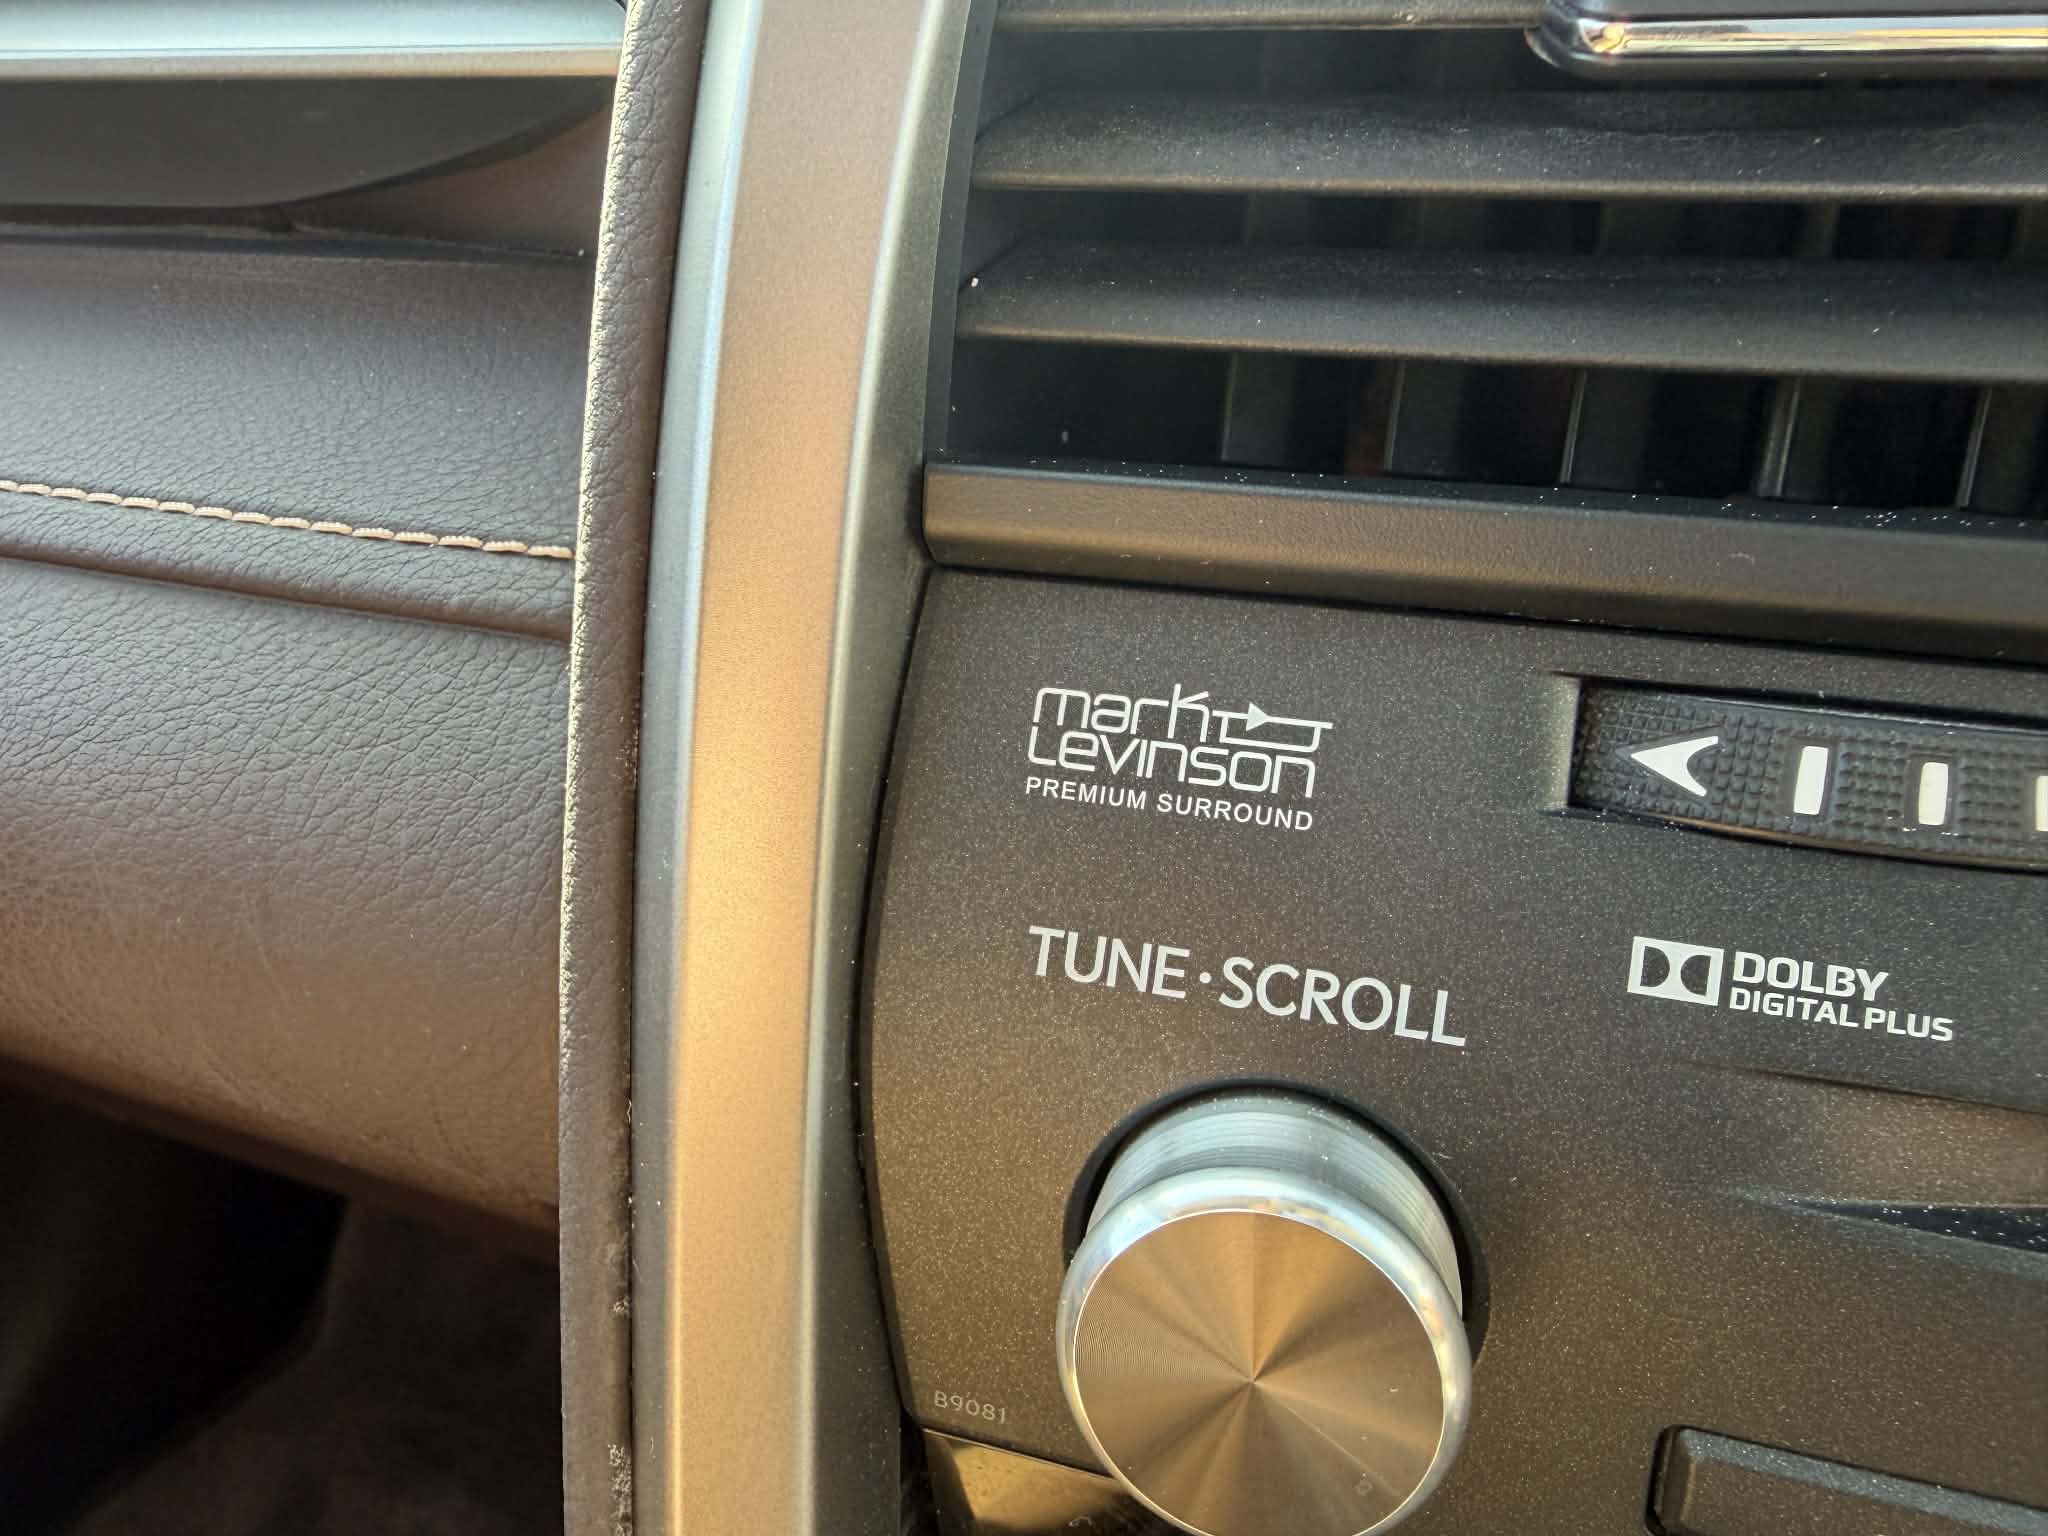 mark
Levinson
PREMIUM SURROUND
TUNE·SCROLL
DOLBY
DIGITAL PLUS
B9081